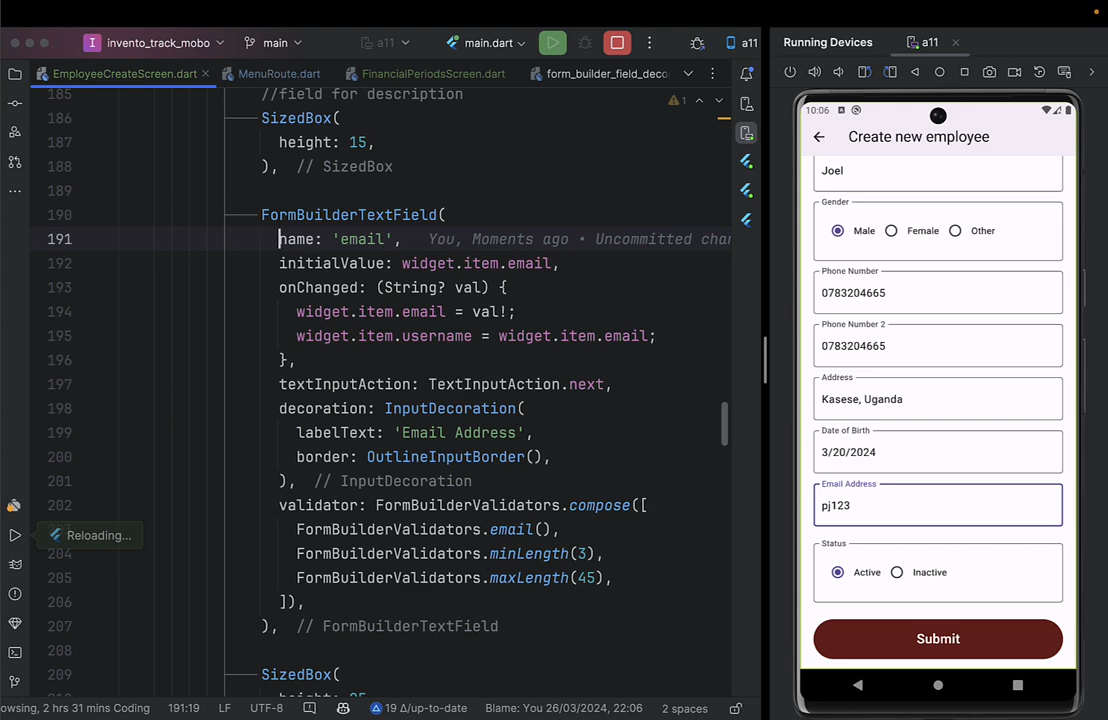 invento_track_mobo
main
a11
main.dart
a11
Running Devices
a11
EmployeeCreateScreen.dart
MenuRoute.dart
FinancialPeriodsScreen.dart
form_builder_field_deco
185 //field for description
186 SizedBox(
187 height: 15,
188 ), // SizedBox
189
190 FormBuilderTextField(
191 name: 'email', You, Moments ago • Uncommitted chan
192 initialValue: widget.item.email,
193 onChanged: (String? val) {
194 widget.item.email = val!;
195 widget.item.username = widget.item.email;
196 },
197 textInputAction: TextInputAction.next,
198 decoration: InputDecoration(
199 labelText: 'Email Address',
200 border: OutlineInputBorder(),
201 ), // InputDecoration
202 validator: FormBuilderValidators.compose([
FormBuilderValidators.email(),
204 FormBuilderValidators.minLength(3),
205 FormBuilderValidators.maxLength(45),
206 ]),
207 ), // FormBuilderTextField
208
209 SizedBox(
1
Reloading...
owsing, 2 hrs 31 mins Coding
191:19
LF
UTF-8
19 Δ/up-to-date
Blame: You 26/03/2024, 22:06
2 spaces
10:06
Create new employee
Joel
Gender
Male
Female
Other
Phone Number
0783204665
Phone Number 2
0783204665
Address
Kasese, Uganda
Date of Birth
3/20/2024
Email Address
pj123
Status
Active
Inactive
Submit